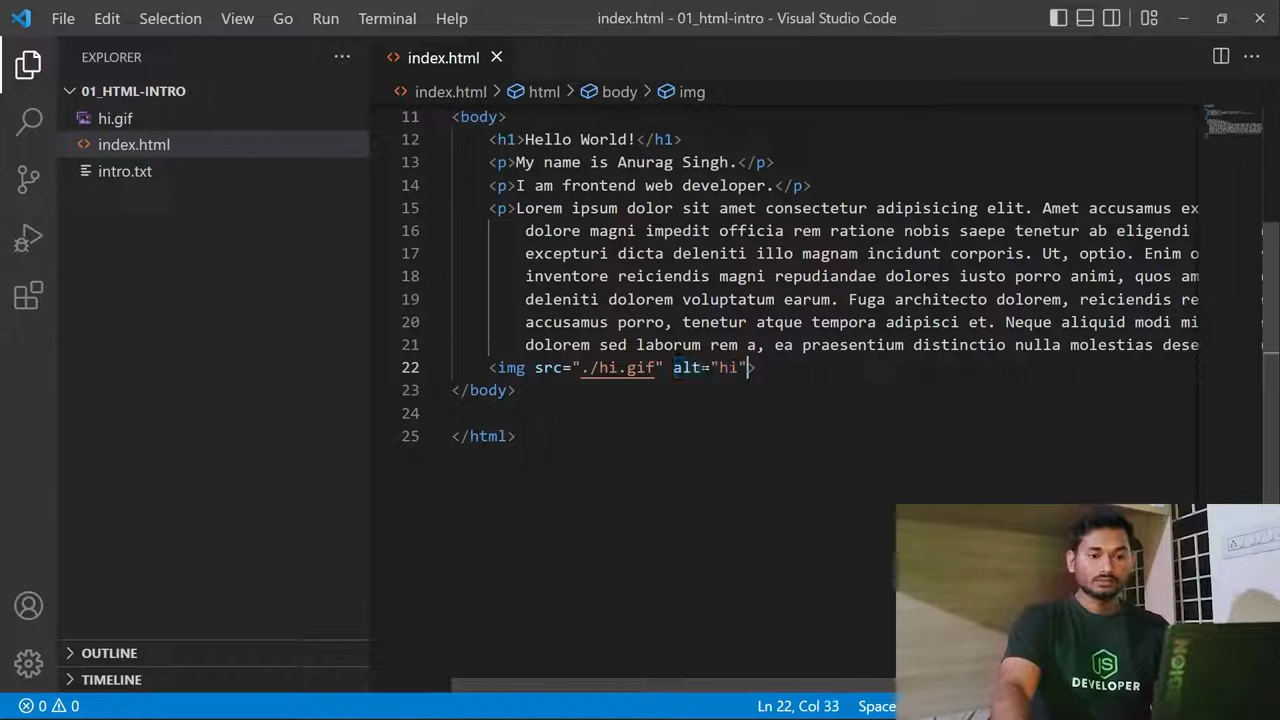 File Edit Selection View Go Run Terminal Help index.html - 01_html-intro - Visual Studio Code
EXPLORER ···
index.html
index.html > html > body > img
01_HTML-INTRO
hi.gif
index.html
intro.txt
11 <body>
12 <h1>Hello World!</h1>
13 <p>My name is Anurag Singh.</p>
14 <p>I am frontend web developer.</p>
15 <p>Lorem ipsum dolor sit amet consectetur adipisicing elit. Amet accusamus ex
16 dolore magni impedit officia rem ratione nobis saepe tenetur ab eligendi
17 excepturi dicta deleniti illo magnam incidunt corporis. Ut, optio. Enim o
18 inventore reiciendis magni repudiandae dolores iusto porro animi, quos am
19 deleniti dolorem voluptatum earum. Fuga architecto dolorem, reiciendis re
20 accusamus porro, tenetur atque tempora adipisci et. Neque aliquid modi mi
21 dolorem sed laborum rem a, ea praesentium distinctio nulla molestias dese
22 <img src="./hi.gif" alt="hi">
23 </body>
24
25 </html>
OUTLINE
TIMELINE
0 0 Ln 22, Col 33 Space
JS
DEVELOPER
EGION